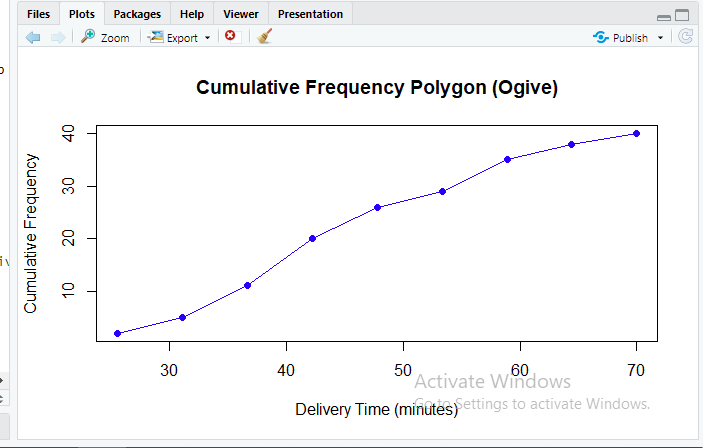 Files Plots Packages Help Viewer Presentation
Zoom Export Publish
Cumulative Frequency Polygon (Ogive)
Cumulative Frequency
40
30
20
10
30 40 50 60 70
Delivery Time (minutes)
Activate Windows
Go to Settings to activate Windows.